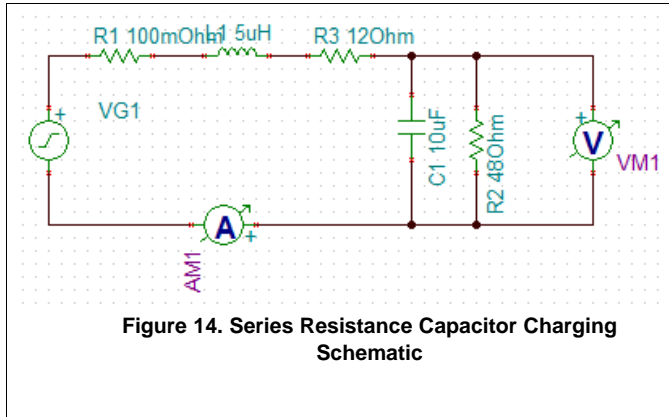 R1 100mOhm L1 5uH R3 12Ohm
VG1
C1 10uF
R2 48Ohm
V
VM1
A
AM1
Figure 14. Series Resistance Capacitor Charging
Schematic